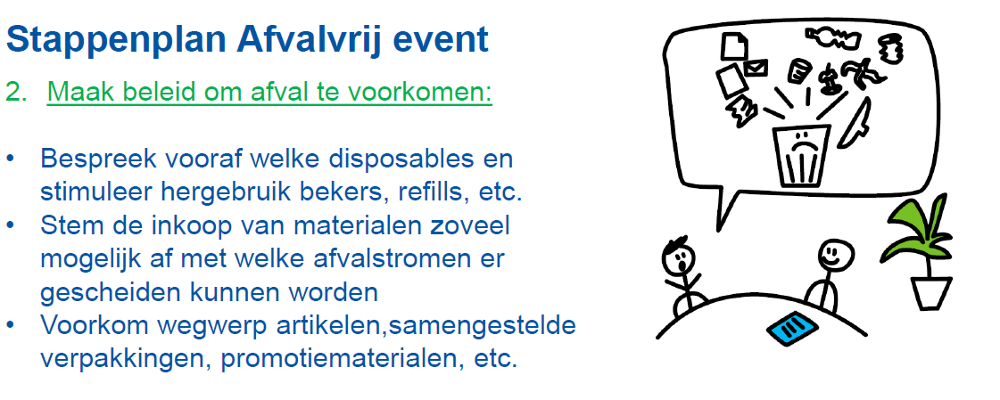 Stappenplan Afvalvrij event
2. Maak beleid om afval te voorkomen:
• Bespreek vooraf welke disposables en
stimuleer hergebruik bekers, refills, etc.
• Stem de inkoop van materialen zoveel
mogelijk af met welke afvalstromen er
gescheiden kunnen worden
• Voorkom wegwerp artikelen,samengestelde
verpakkingen, promotiematerialen, etc.